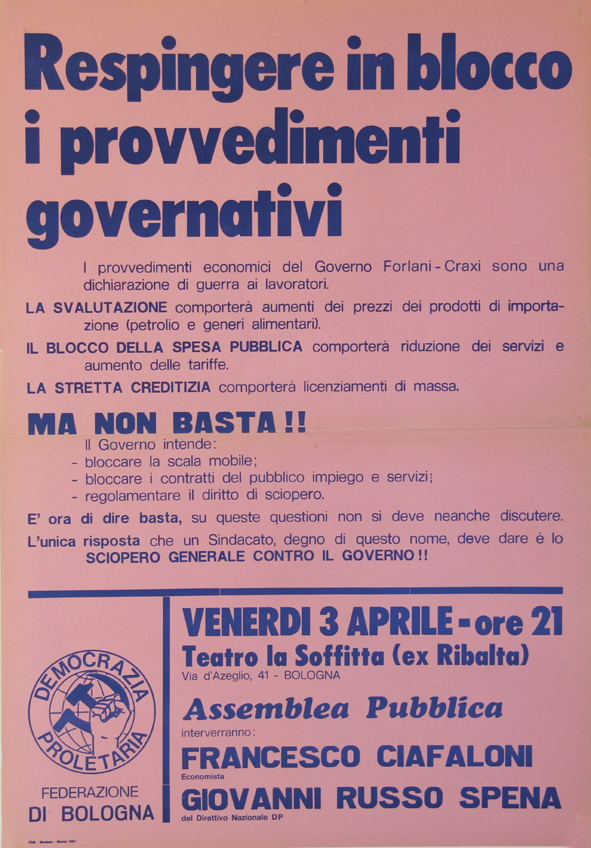 Respingere in blocco
i provvedimenti
governativi
I provvedimenti economici del Governo Forlani-Craxi sono una
dichiarazione di guerra ai lavoratori.
LA SVALUTAZIONE comporterà aumenti dei prezzi dei prodotti di importa-
zione (petrolio e generi alimentari).
IL BLOCCO DELLA SPESA PUBBLICA comporterà riduzione dei servizi e
aumento delle tariffe.
LA STRETTA CREDITIZIA comporterà licenziamenti di massa.
MA NON BASTA!!
Il Governo intende:
- bloccare la scala mobile;
- bloccare i contratti del pubblico impiego e servizi;
- regolamentare il diritto di sciopero.
E' ora di dire basta, su queste questioni non si deve neanche discutere.
L'unica risposta che un Sindacato, degno di questo nome, deve dare è lo
SCIOPERO GENERALE CONTRO IL GOVERNO!!
DEMOCRAZIA
PROLETARIA
FEDERAZIONE
DI BOLOGNA
VENERDI 3 APRILE - ore 21
Teatro la Soffitta (ex Ribalta)
Via d'Azeglio, 41 - BOLOGNA
Assemblea Pubblica
interverranno:
FRANCESCO CIAFALONI
Economista
GIOVANNI RUSSO SPENA
del Direttivo Nazionale DP